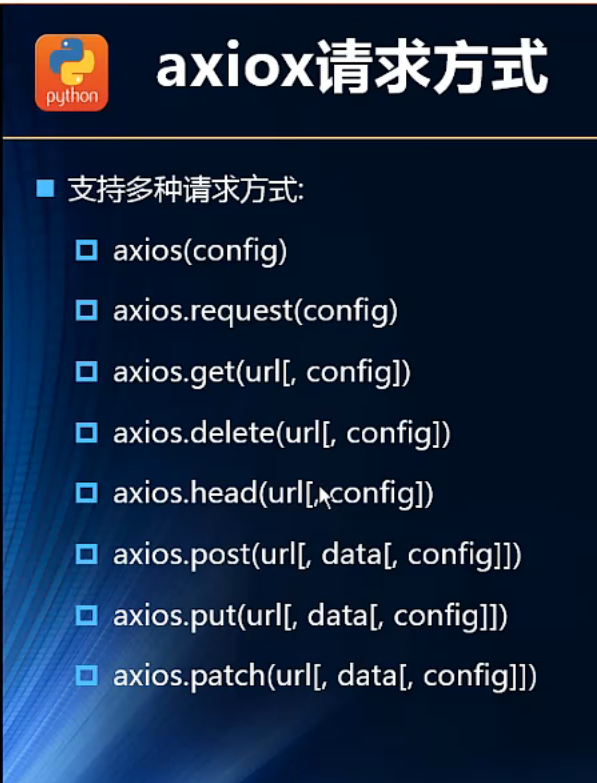 python
axiox请求方式
支持多种请求方式:
axios(config)
axios.request(config)
axios.get(url[, config])
axios.delete(url[, config])
axios.head(url[, config])
axios.post(url[, data[, config]])
axios.put(url[, data[, config]])
axios.patch(url[, data[, config]])